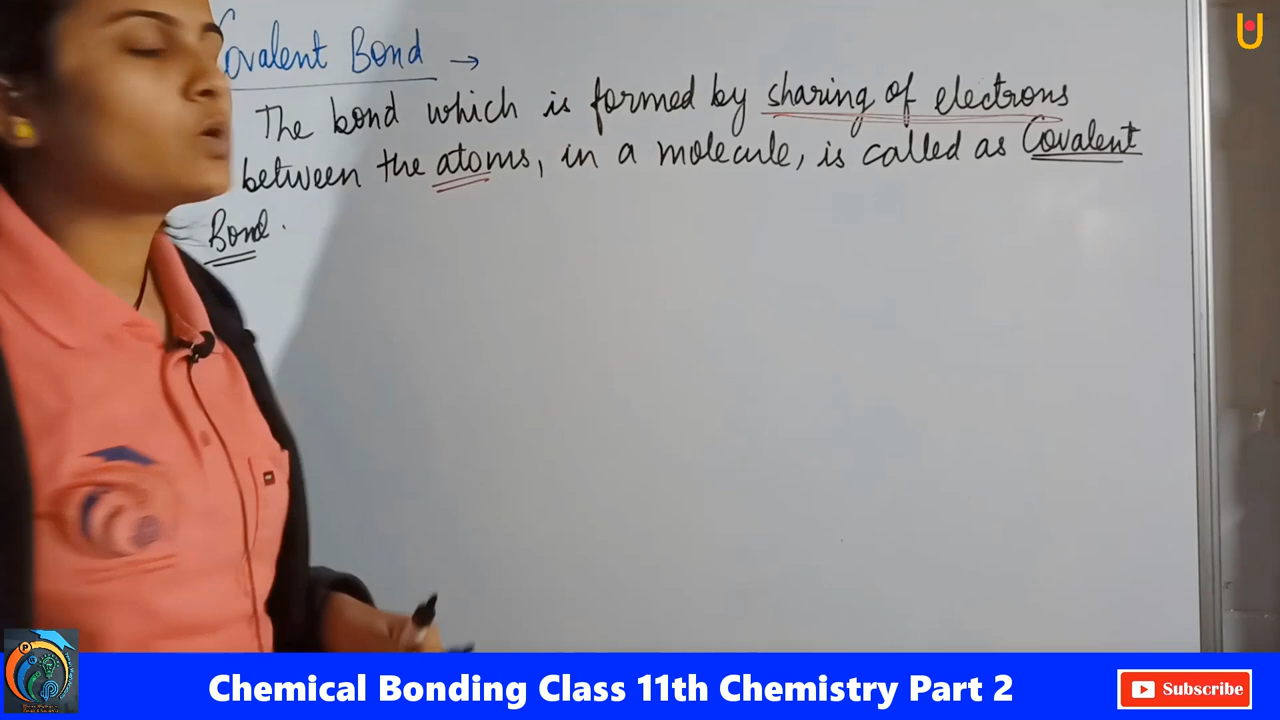 Covalent Bond →
The bond which is formed by sharing of electrons
between the atoms, in a molecule, is called as Covalent
Bond.
Chemical Bonding Class 11th Chemistry Part 2
Subscribe